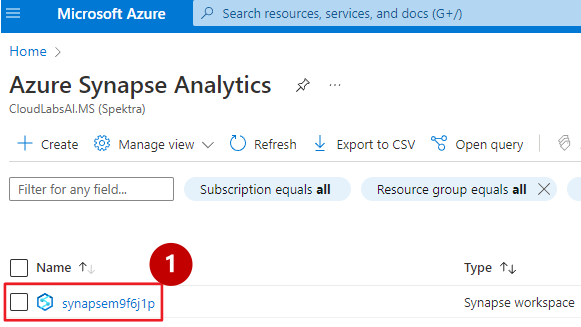 Microsoft Azure Search resources, services, and docs (G+/)
Home
Azure Synapse Analytics
CloudLabsAI.MS (Spektra)
Create Manage view Refresh Export to CSV Open query
Filter for any field... Subscription equals all Resource group equals all
1
Name Type
synapsem9f6j1p Synapse workspace